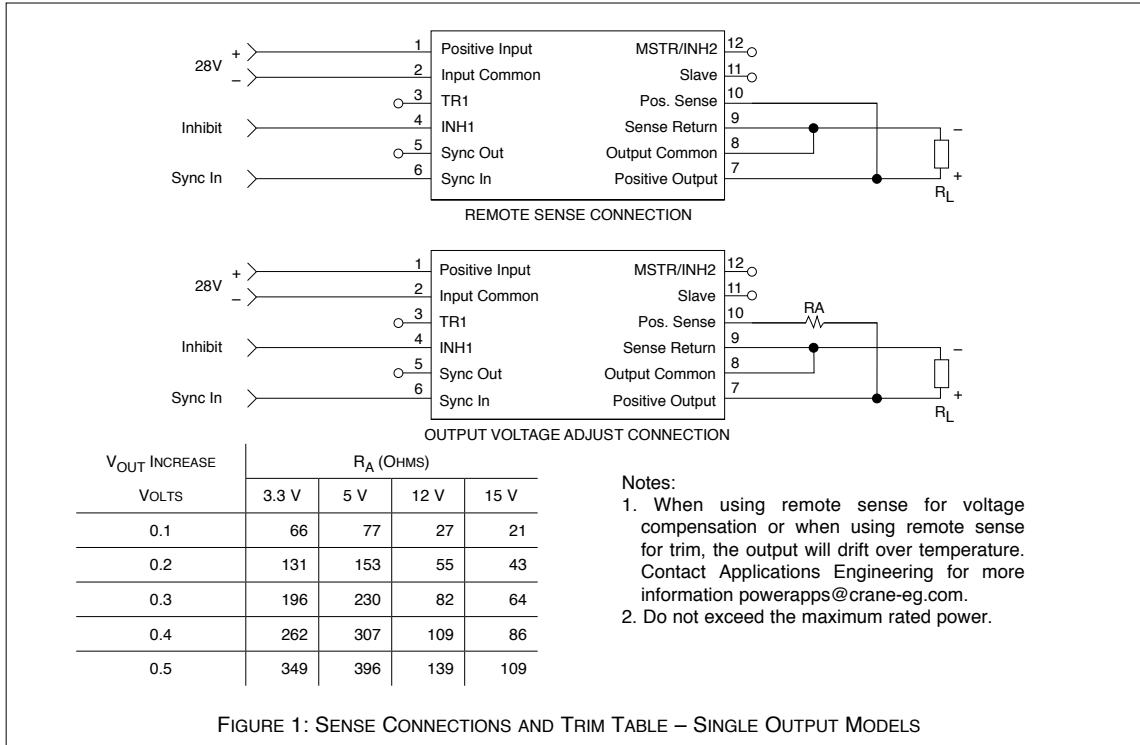 28V
+
–
Inhibit
Sync In
1 Positive Input
2 Input Common
3 TR1
4 INH1
5 Sync Out
6 Sync In
MSTR/INH2 12
Slave 11
Pos. Sense 10
Sense Return 9
Output Common 8
Positive Output 7
–
+
RL
REMOTE SENSE CONNECTION
28V
+
–
Inhibit
Sync In
1 Positive Input
2 Input Common
3 TR1
4 INH1
5 Sync Out
6 Sync In
MSTR/INH2 12
Slave 11
Pos. Sense 10
Sense Return 9
Output Common 8
Positive Output 7
RA
–
+
RL
OUTPUT VOLTAGE ADJUST CONNECTION
VOUT INCREASE RA (OHMS)
VOLTS 3.3 V 5 V 12 V 15 V
0.1 66 77 27 21
0.2 131 153 55 43
0.3 196 230 82 64
0.4 262 307 109 86
0.5 349 396 139 109
Notes:
1. When using remote sense for voltage
compensation or when using remote sense
for trim, the output will drift over temperature.
Contact Applications Engineering for more
information powerapps@crane-eg.com.
2. Do not exceed the maximum rated power.
FIGURE 1: SENSE CONNECTIONS AND TRIM TABLE – SINGLE OUTPUT MODELS